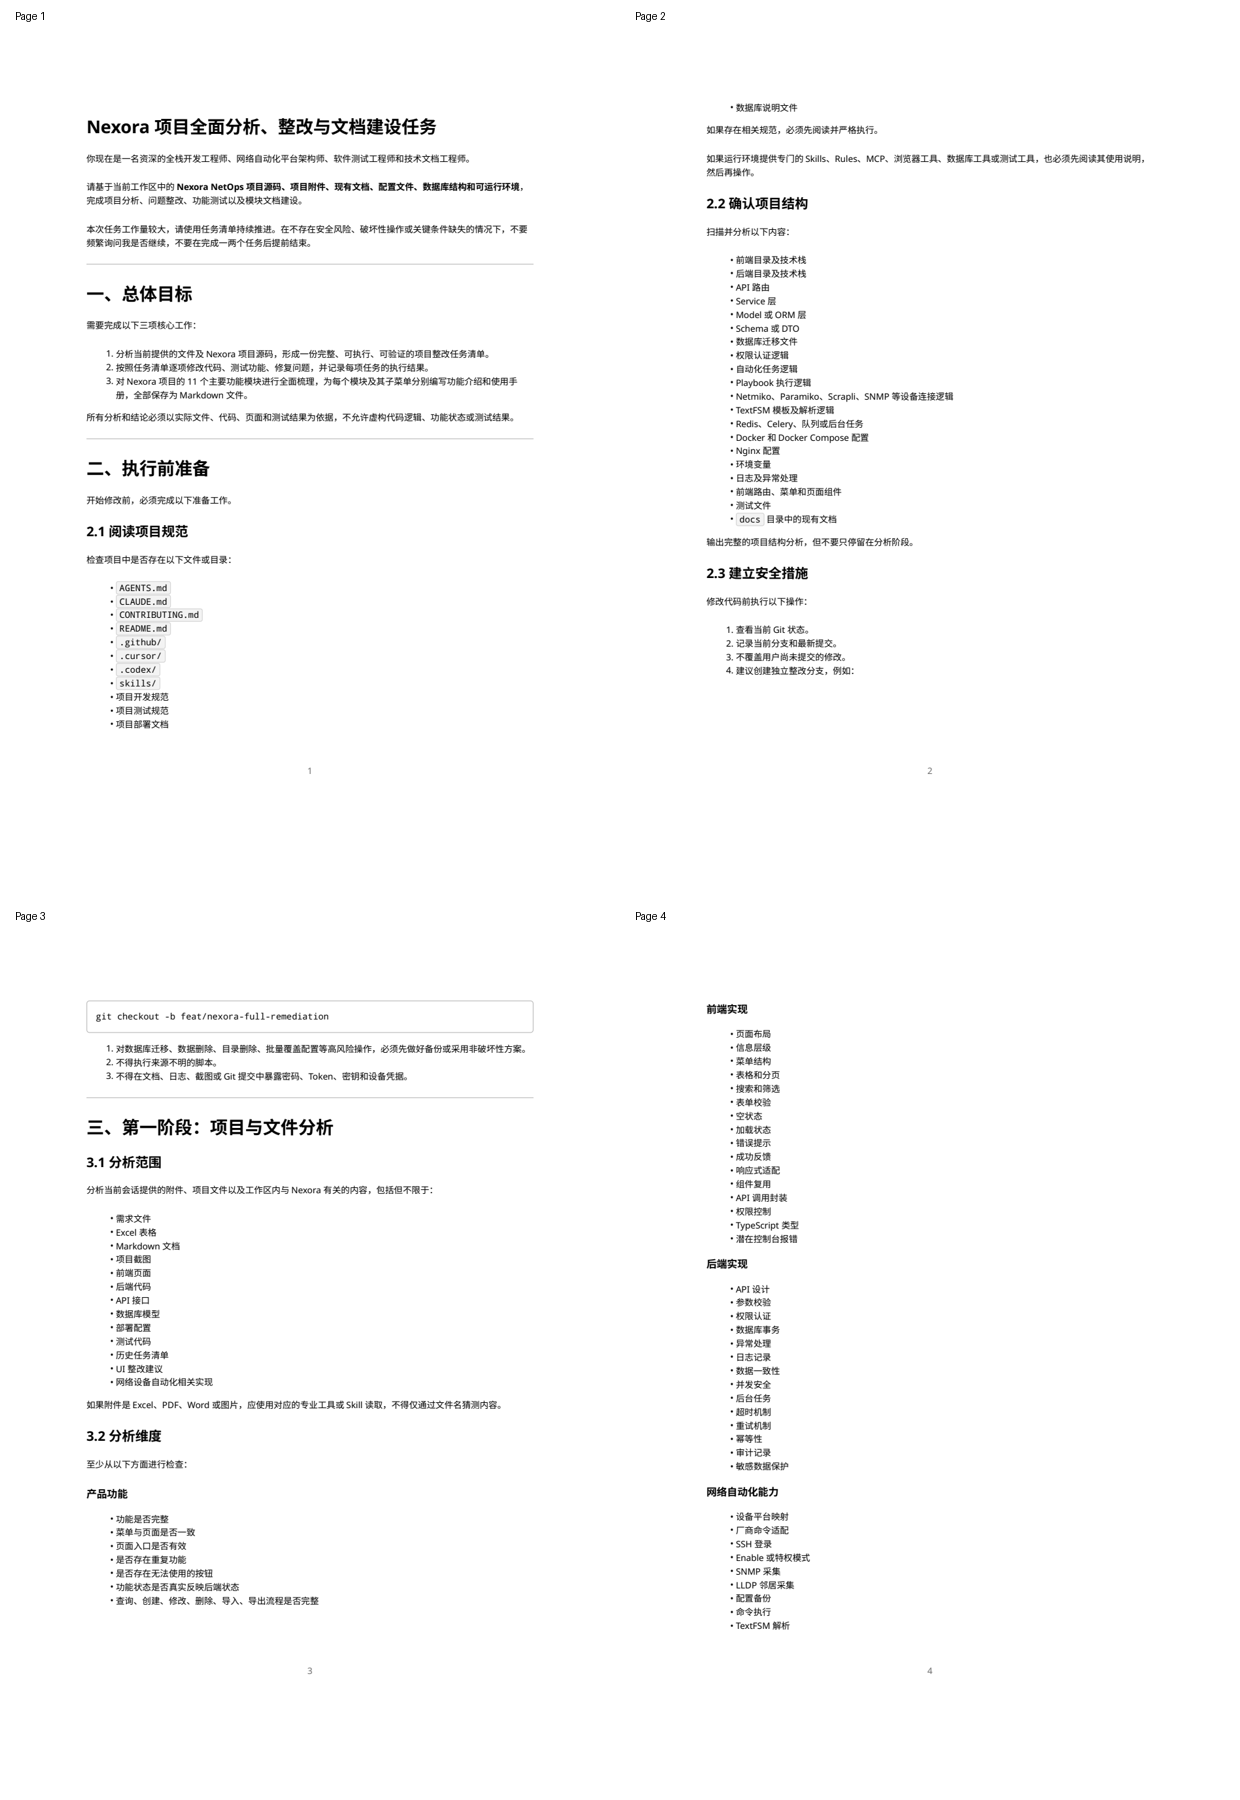 Page 1
Nexora 项目全面分析、整改与文档建设任务
你现在是一名资深的全栈开发工程师、网络自动化平台架构师、软件测试工程师和技术文档工程师。
请基于当前工作区中的 Nexora NetOps 项目源码、项目附件、现有文档、配置文件、数据库结构和可运行环境，
完成项目分析、问题整改、功能测试以及模块文档建设。
本次任务工作量较大，请使用任务清单持续推进。在不存在安全风险、破坏性操作或关键条件缺失的情况下，不要
频繁询问我是否继续，不要在完成一两个任务后提前结束。
一、总体目标
需要完成以下三项核心工作：
1. 分析当前提供的文件及 Nexora 项目源码，形成一份完整、可执行、可验证的项目整改任务清单。
2. 按照任务清单逐项修改代码、测试功能、修复问题，并记录每项任务的执行结果。
3. 对 Nexora 项目的 11 个主要功能模块进行全面梳理，为每个模块及其子菜单分别编写功能介绍和使用手
册，全部保存为 Markdown 文件。
所有分析和结论必须以实际文件、代码、页面和测试结果为依据，不允许虚构代码逻辑、功能状态或测试结果。
二、执行前准备
开始修改前，必须完成以下准备工作。
2.1 阅读项目规范
检查项目中是否存在以下文件或目录：
• AGENTS.md
• CLAUDE.md
• CONTRIBUTING.md
• README.md
• .github/
• .cursor/
• .codex/
• skills/
• 项目开发规范
• 项目测试规范
• 项目部署文档
1
Page 2
• 数据库说明文件
如果存在相关规范，必须先阅读并严格执行。
如果运行环境提供专门的 Skills、Rules、MCP、浏览器工具、数据库工具或测试工具，也必须先阅读其使用说明，
然后再操作。
2.2 确认项目结构
扫描并分析以下内容：
• 前端目录及技术栈
• 后端目录及技术栈
• API 路由
• Service 层
• Model 或 ORM 层
• Schema 或 DTO
• 数据库迁移文件
• 权限认证逻辑
• 自动化任务逻辑
• Playbook 执行逻辑
• Netmiko、Paramiko、Scrapli、SNMP 等设备连接逻辑
• TextFSM 模板及解析逻辑
• Redis、Celery、队列或后台任务
• Docker 和 Docker Compose 配置
• Nginx 配置
• 环境变量
• 日志及异常处理
• 前端路由、菜单和页面组件
• 测试文件
• docs 目录中的现有文档
输出完整的项目结构分析，但不要只停留在分析阶段。
2.3 建立安全措施
修改代码前执行以下操作：
1. 查看当前 Git 状态。
2. 记录当前分支和最新提交。
3. 不覆盖用户尚未提交的修改。
4. 建议创建独立整改分支，例如：
2
Page 3
git checkout -b feat/nexora-full-remediation
1. 对数据库迁移、数据删除、目录删除、批量覆盖配置等高风险操作，必须先做好备份或采用非破坏性方案。
2. 不得执行来源不明的脚本。
3. 不得在文档、日志、截图或 Git 提交中暴露密码、Token、密钥和设备凭据。
三、第一阶段：项目与文件分析
3.1 分析范围
分析当前会话提供的附件、项目文件以及工作区内与 Nexora 有关的内容，包括但不限于：
• 需求文件
• Excel 表格
• Markdown 文档
• 项目截图
• 前端页面
• 后端代码
• API 接口
• 数据库模型
• 部署配置
• 测试代码
• 历史任务清单
• UI 整改建议
• 网络设备自动化相关实现
如果附件是 Excel、PDF、Word 或图片，应使用对应的专业工具或 Skill 读取，不得仅通过文件名猜测内容。
3.2 分析维度
至少从以下方面进行检查：
产品功能
• 功能是否完整
• 菜单与页面是否一致
• 页面入口是否有效
• 是否存在重复功能
• 是否存在无法使用的按钮
• 功能状态是否真实反映后端状态
• 查询、创建、修改、删除、导入、导出流程是否完整
3
Page 4
前端实现
• 页面布局
• 信息层级
• 菜单结构
• 表格和分页
• 搜索和筛选
• 表单校验
• 空状态
• 加载状态
• 错误提示
• 成功反馈
• 响应式适配
• 组件复用
• API 调用封装
• 权限控制
• TypeScript 类型
• 潜在控制台报错
后端实现
• API 设计
• 参数校验
• 权限认证
• 数据库事务
• 异常处理
• 日志记录
• 数据一致性
• 并发安全
• 后台任务
• 超时机制
• 重试机制
• 幂等性
• 审计记录
• 敏感数据保护
网络自动化能力
• 设备平台映射
• 厂商命令适配
• SSH 登录
• Enable 或特权模式
• SNMP 采集
• LLDP 邻居采集
• 配置备份
• 命令执行
• TextFSM 解析
4